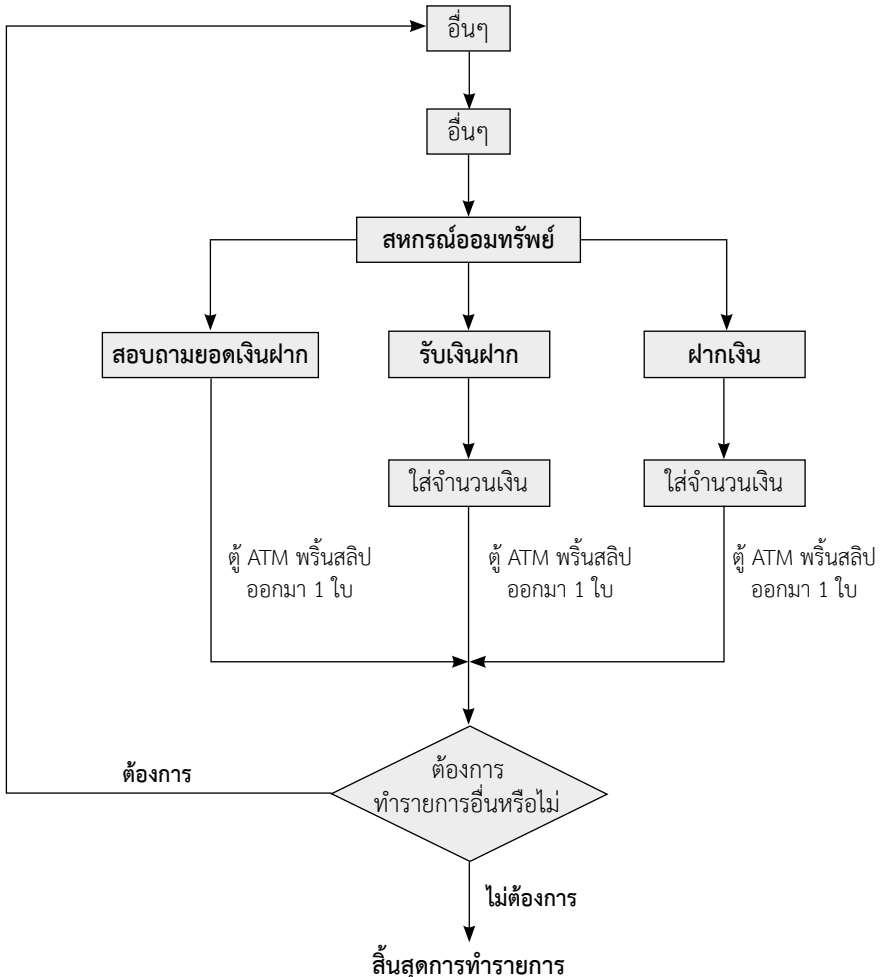 อื่นๆ
อื่นๆ
สหกรณ์ออมทรัพย์
สอบถามยอดเงินฝาก
รับเงินฝาก
ฝากเงิน
ใส่จำนวนเงิน
ใส่จำนวนเงิน
ตู้ ATM พริ้นสลิป
ออกมา 1 ใบ
ตู้ ATM พริ้นสลิป
ออกมา 1 ใบ
ตู้ ATM พริ้นสลิป
ออกมา 1 ใบ
ต้องการ
ต้องการ
ทำรายการอื่นหรือไม่
ไม่ต้องการ
สิ้นสุดการทำรายการ